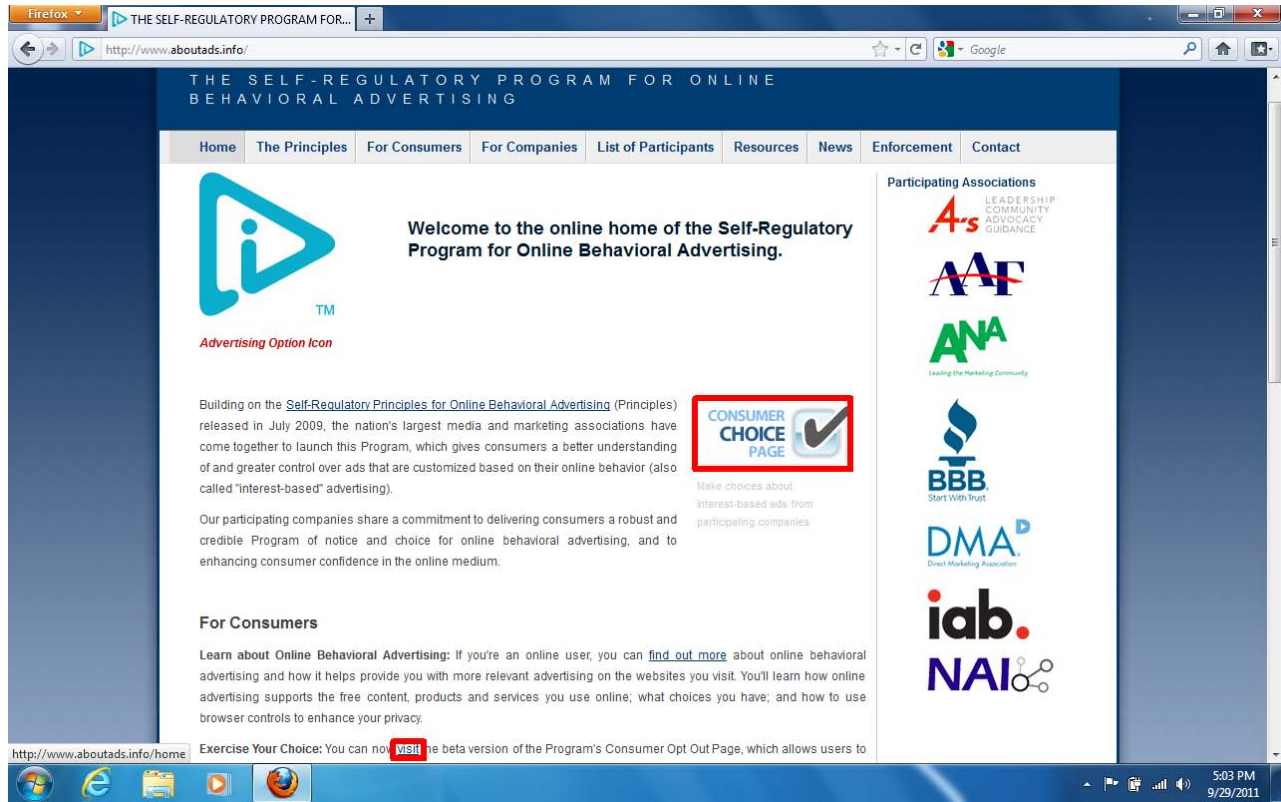 Firefox
THE SELF-REGULATORY PROGRAM FOR...
http://www.aboutads.info/
Google
THE SELF-REGULATORY PROGRAM FOR ONLINE
BEHAVIORAL ADVERTISING
Home The Principles For Consumers For Companies List of Participants Resources News Enforcement Contact
TM
Advertising Option Icon
Welcome to the online home of the Self-Regulatory
Program for Online Behavioral Advertising.
Building on the Self-Regulatory Principles for Online Behavioral Advertising (Principles)
released in July 2009, the nation's largest media and marketing associations have
come together to launch this Program, which gives consumers a better understanding
of and greater control over ads that are customized based on their online behavior (also
called "interest-based" advertising).
Our participating companies share a commitment to delivering consumers a robust and
credible Program of notice and choice for online behavioral advertising, and to
enhancing consumer confidence in the online medium.
CONSUMER
CHOICE
PAGE
Make choices about
interest-based ads from
participating companies
For Consumers
Learn about Online Behavioral Advertising: If you're an online user, you can find out more about online behavioral
advertising and how it helps provide you with more relevant advertising on the websites you visit. You'll learn how online
advertising supports the free content, products and services you use online; what choices you have; and how to use
browser controls to enhance your privacy.
Exercise Your Choice: You can now visit the beta version of the Program's Consumer Opt Out Page, which allows users to
Participating Associations
A's
LEADERSHIP
COMMUNITY
ADVOCACY
GUIDANCE
AAF
ANA
Leading the Marketing Community
BBB
Start With Trust
DMA
Direct Marketing Association
iab.
NAI
http://www.aboutads.info/home
5:03 PM
9/29/2011